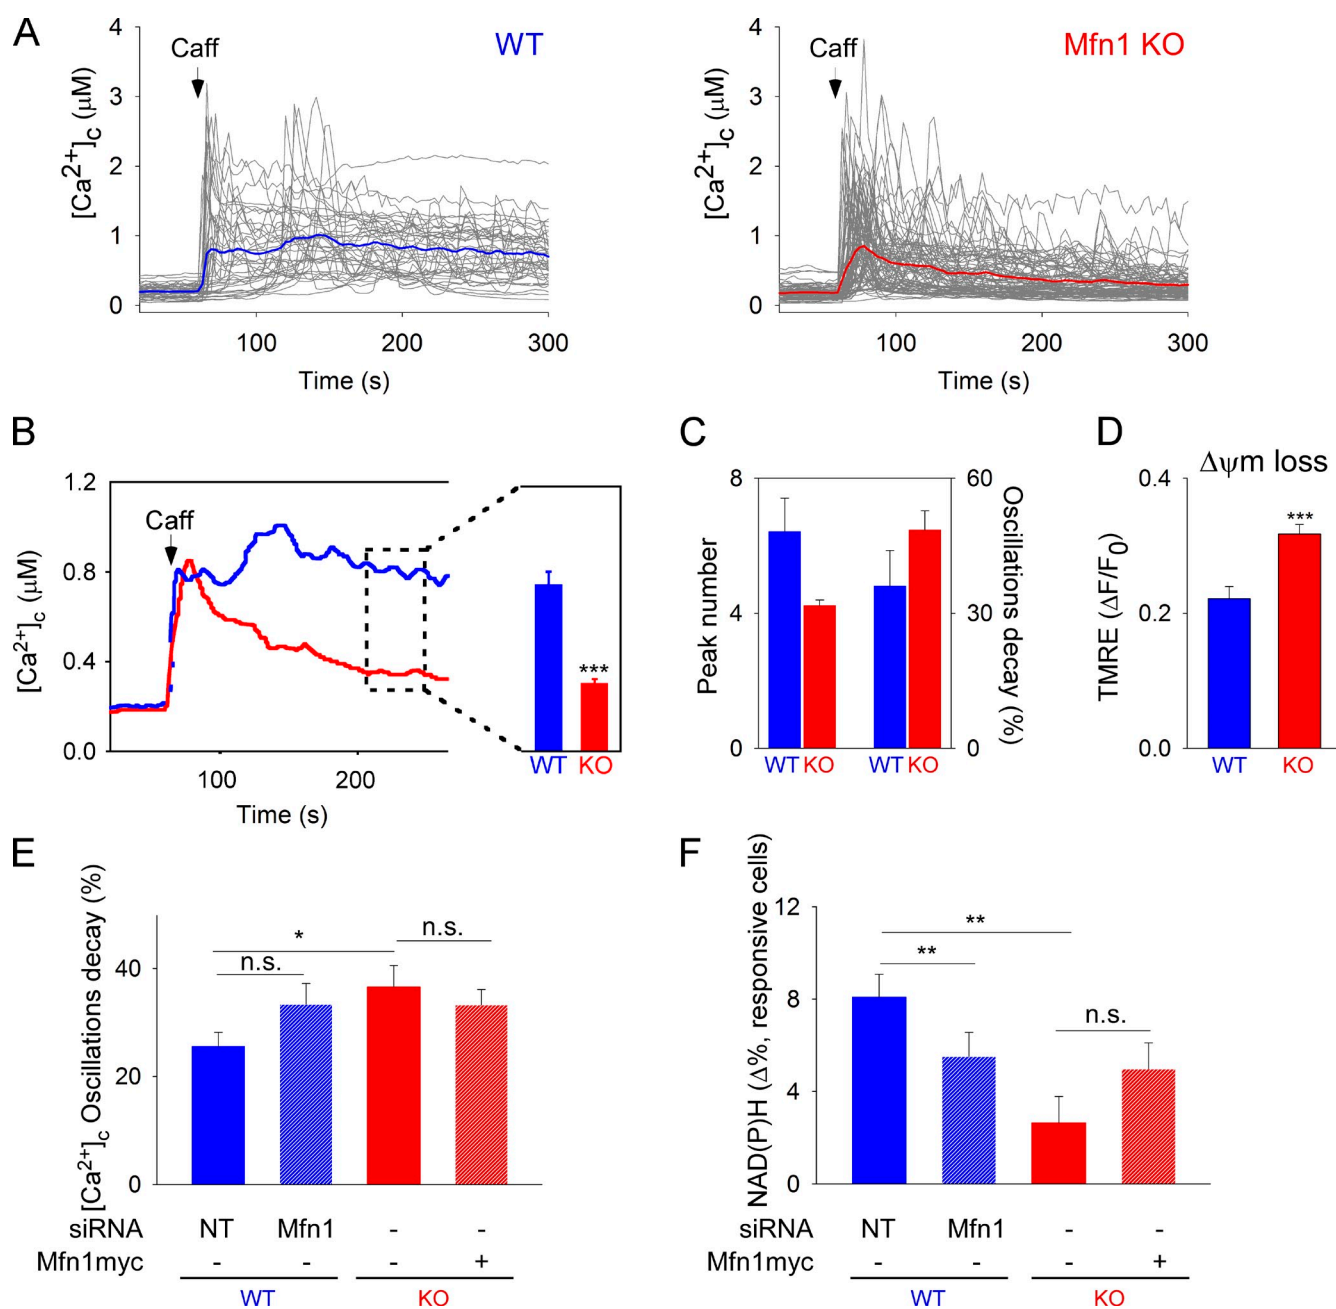 A
WT
Caff
[Ca²⁺]c (μM)
4
3
2
1
0
100
200
300
Time (s)
Mfn1 KO
Caff
[Ca²⁺]c (μM)
4
3
2
1
0
100
200
300
Time (s)
B
Caff
[Ca²⁺]c (μM)
1.2
0.8
0.4
0.0
100
200
Time (s)
***
WT
KO
C
Peak number
8
4
0
60
30
0
Oscillations decay (%)
WT
KO
WT
KO
D
Δψm loss
TMRE (ΔF/F0)
0.4
0.2
0.0
***
WT
KO
E
[Ca²⁺]c Oscillations decay (%)
40
20
0
*
n.s.
n.s.
siRNA NT Mfn1 - -
Mfn1myc - - - +
WT KO
F
NAD(P)H (Δ%, responsive cells)
12
8
4
0
**
**
n.s.
siRNA NT Mfn1 - -
Mfn1myc - - - +
WT KO